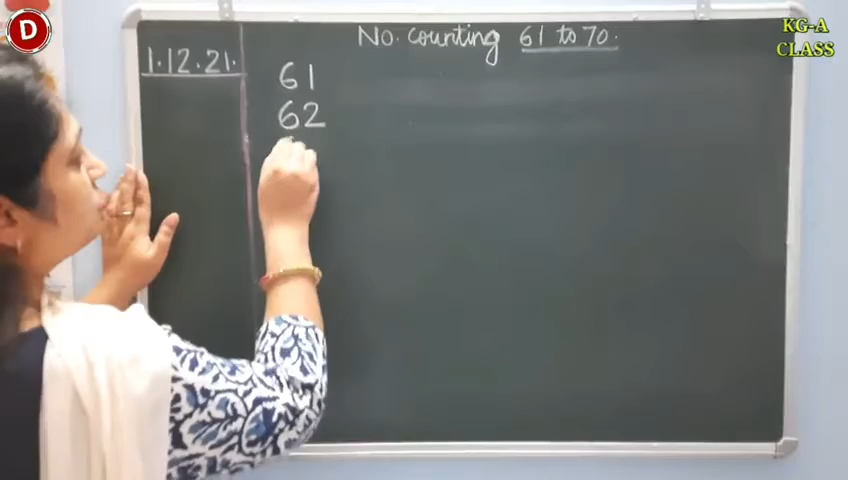 D
No. counting 61 to 70.
KG-A
CLASS
1.12.21.
61
62